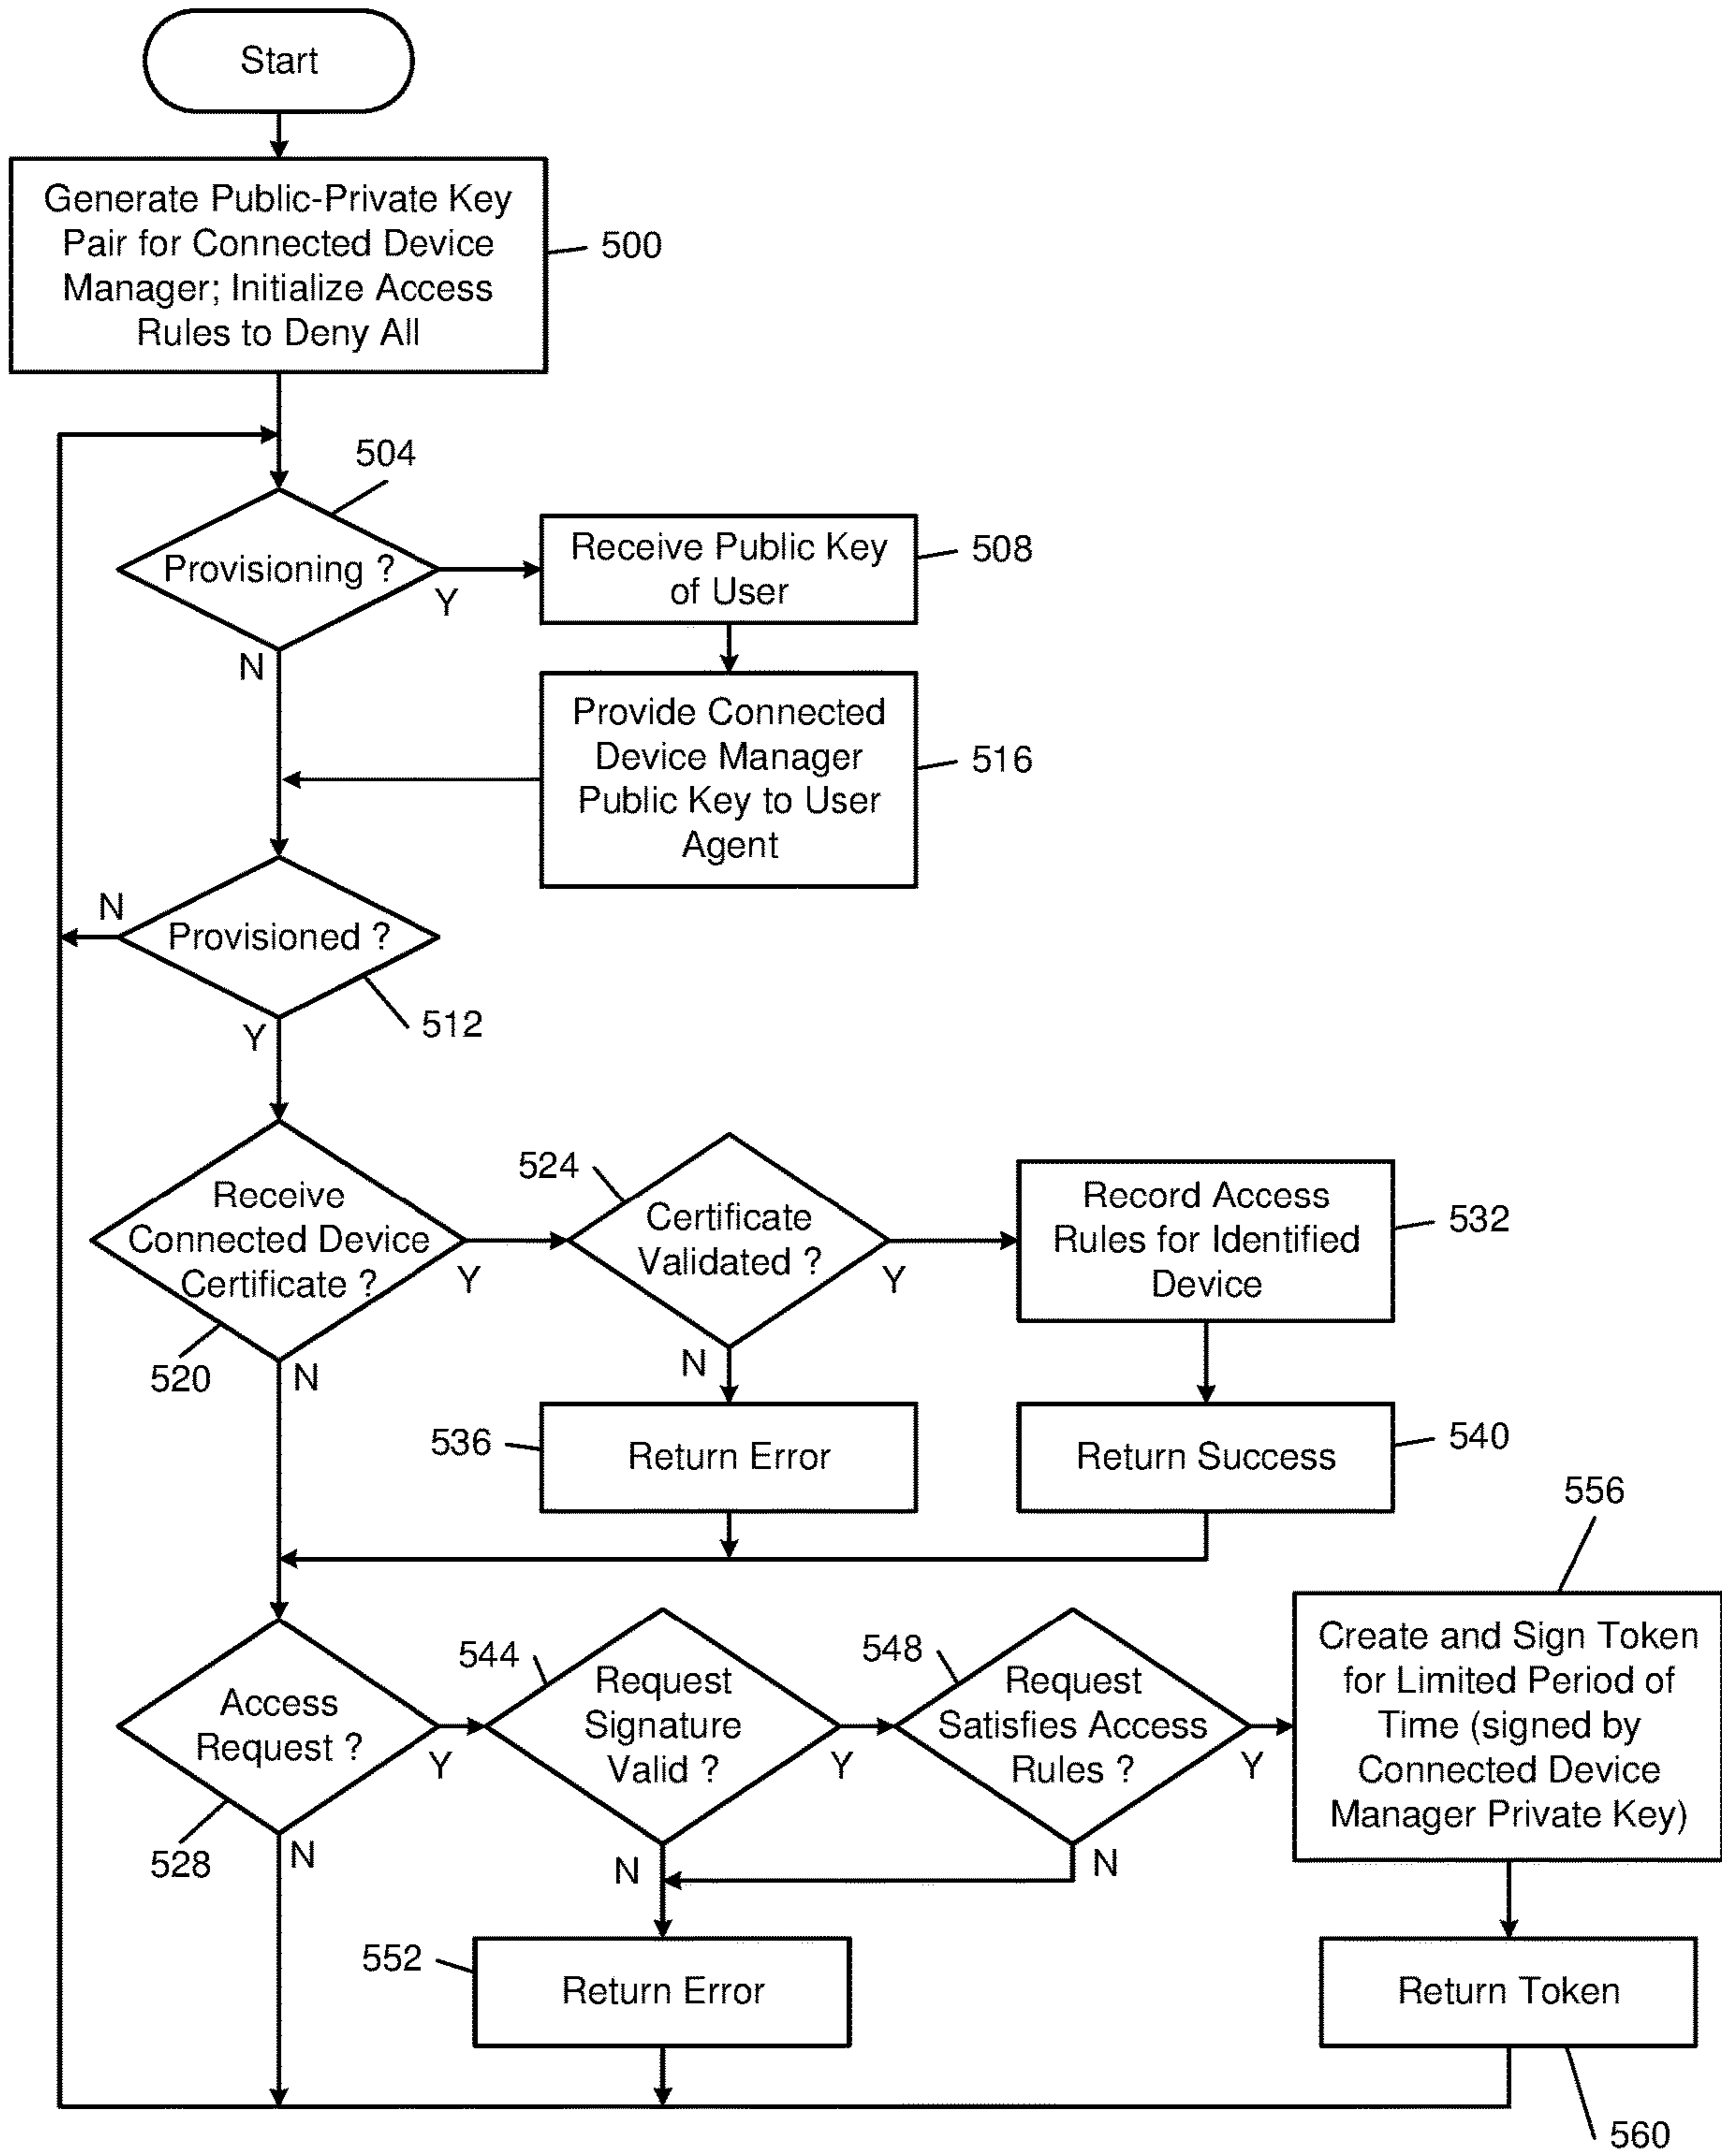 Start
Generate Public-Private Key
Pair for Connected Device
Manager; Initialize Access
Rules to Deny All
500
504
Provisioning ?
Y
N
Receive Public Key
of User
508
Provide Connected
Device Manager
Public Key to User
Agent
516
N
Provisioned ?
512
Y
Receive
Connected Device
Certificate ?
Y
520
N
524
Certificate
Validated ?
Y
N
Record Access
Rules for Identified
Device
532
536
Return Error
Return Success
540
556
Access
Request ?
Y
528
N
544
Request
Signature
Valid ?
Y
N
548
Request
Satisfies Access
Rules ?
Y
N
Create and Sign Token
for Limited Period of
Time (signed by
Connected Device
Manager Private Key)
552
Return Error
Return Token
560